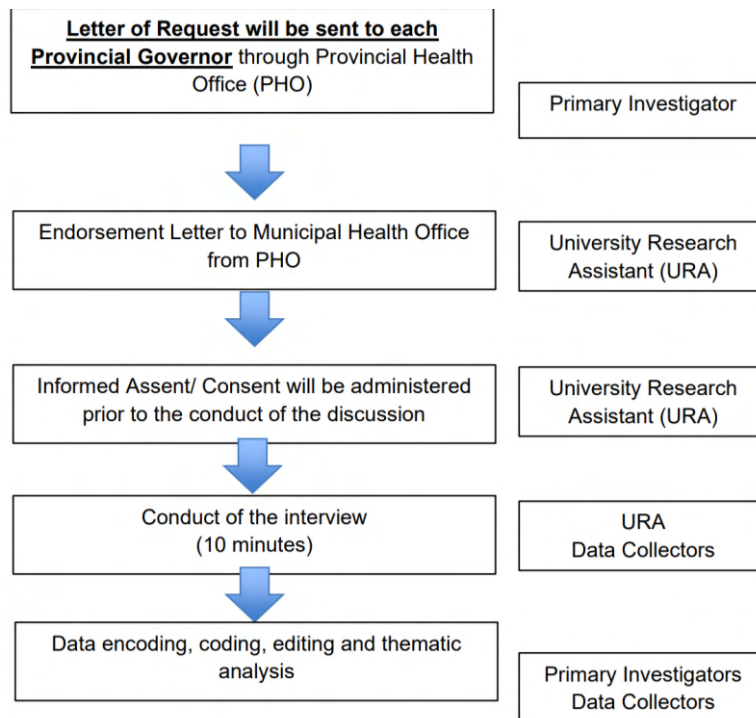 Letter of Request will be sent to each
Provincial Governor through Provincial Health
Office (PHO)
Primary Investigator
Endorsement Letter to Municipal Health Office
from PHO
University Research
Assistant (URA)
Informed Assent/ Consent will be administered
prior to the conduct of the discussion
University Research
Assistant (URA)
Conduct of the interview
(10 minutes)
URA
Data Collectors
Data encoding, coding, editing and thematic
analysis
Primary Investigators
Data Collectors